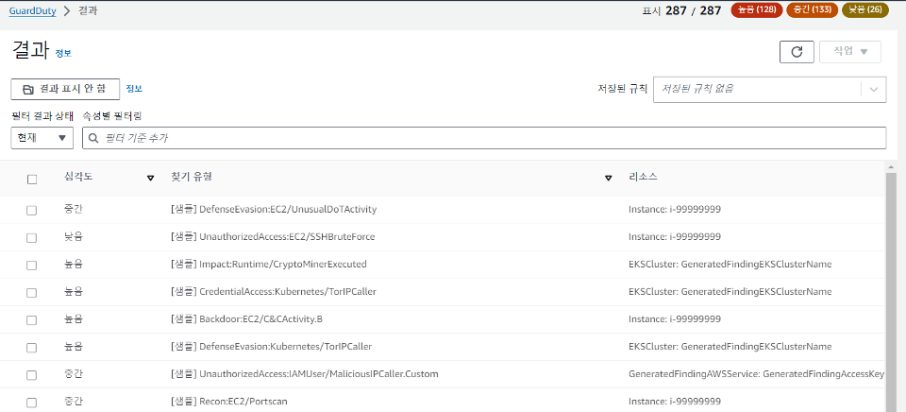 GuardDuty > 결과
표시 287 / 287 높음 (128) 중간 (133) 낮음 (26)
결과 정보
작업
결과 표시 안 함 정보
저장된 규칙 저장된 규칙 없음
필터 결과 상태 속성별 필터링
현재 필터 기준 추가
심각도 찾기 유형 리소스
중간 [샘플] DefenseEvasion:EC2/UnusualDoTActivity Instance: i-99999999
낮음 [샘플] UnauthorizedAccess:EC2/SSHBruteForce Instance: i-99999999
높음 [샘플] Impact:Runtime/CryptoMinerExecuted EKSCluster: GeneratedFindingEKSClusterName
높음 [샘플] CredentialAccess:Kubernetes/TorIPCaller EKSCluster: GeneratedFindingEKSClusterName
높음 [샘플] Backdoor:EC2/C&CActivity.B Instance: i-99999999
높음 [샘플] DefenseEvasion:Kubernetes/TorIPCaller EKSCluster: GeneratedFindingEKSClusterName
중간 [샘플] UnauthorizedAccess:IAMUser/MaliciousIPCaller.Custom GeneratedFindingAWSService: GeneratedFindingAccessKey
중간 [샘플] Recon:EC2/Portscan Instance: i-99999999